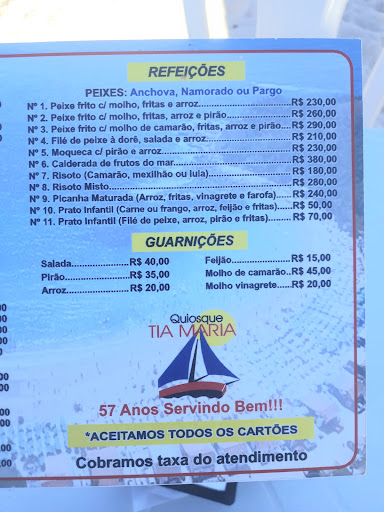 REFEIÇÕES
PEIXES: Anchova, Namorado ou Pargo
Nº 1. Peixe frito c/ molho, fritas e arroz....................R$ 230,00
Nº 2. Peixe frito c/ molho, fritas, arroz e pirão............R$ 260,00
Nº 3. Peixe frito c/ molho de camarão, fritas, arroz e pirão....R$ 290,00
Nº 4. Filé de peixe à dorê, salada e arroz....................R$ 210,00
Nº 5. Moqueca c/ pirão e arroz....................R$ 230,00
Nº 6. Calderada de frutos do mar....................R$ 380,00
Nº 7. Risoto (Camarão, mexilhão ou lula)....................R$ 180,00
Nº 8. Risoto Misto....................R$ 280,00
Nº 9. Picanha Maturada (Arroz, fritas, vinagrete e farofa)....R$ 240,00
Nº 10. Prato Infantil (Carne ou frango, arroz, feijão e fritas)....R$ 50,00
Nº 11. Prato Infantil (Filé de peixe, arroz, pirão e fritas)......R$ 70,00
GUARNIÇÕES
Salada....................R$ 40,00
Pirão....................R$ 35,00
Arroz....................R$ 20,00
Feijão....................R$ 15,00
Molho de camarão..R$ 45,00
Molho vinagrete.....R$ 20,00
Quiosque
TIA MARIA
57 Anos Servindo Bem!!!
*ACEITAMOS TODOS OS CARTÕES
Cobramos taxa do atendimento